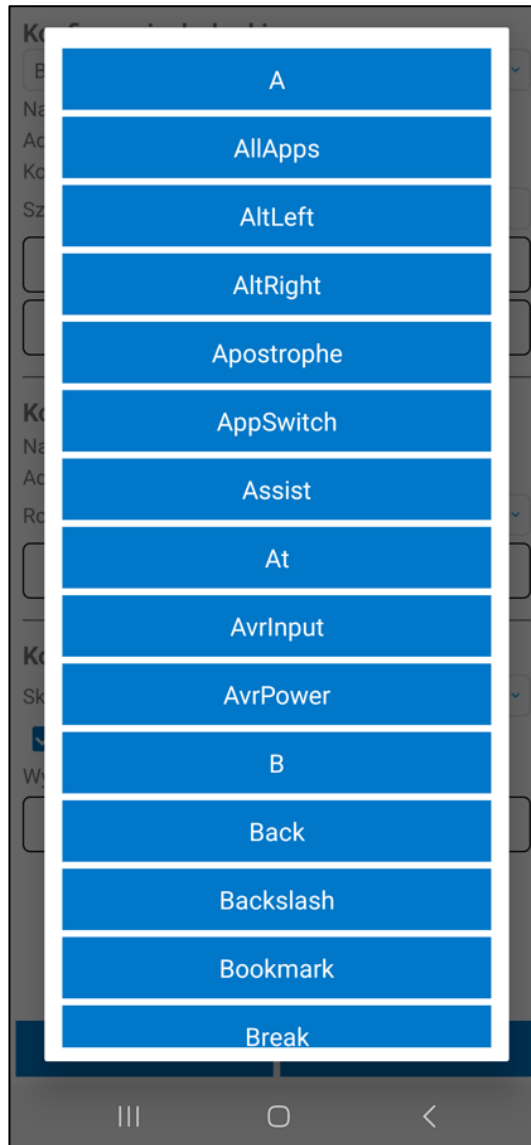 A
AllApps
AltLeft
AltRight
Apostrophe
AppSwitch
Assist
At
AvrInput
AvrPower
B
Back
Backslash
Bookmark
Break